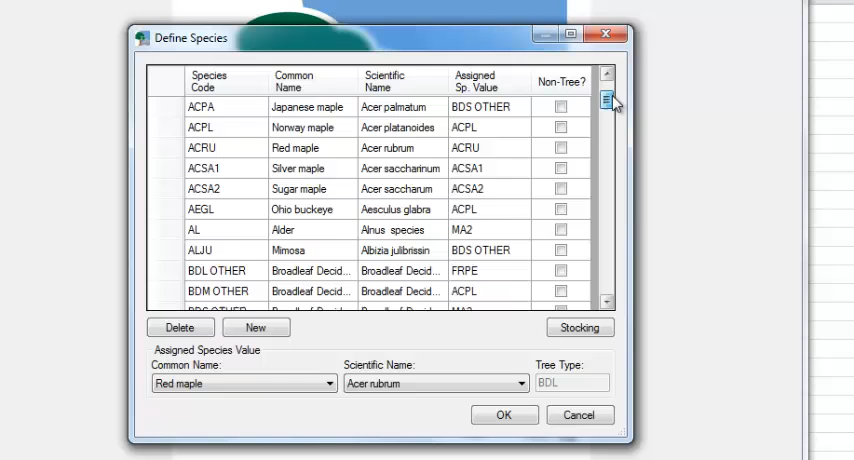 Define Species
Species Code Common Name Scientific Name Assigned Sp. Value Non-Tree?
ACPA Japanese maple Acer palmatum BDS OTHER
ACPL Norway maple Acer platanoides ACPL
ACRU Red maple Acer rubrum ACRU
ACSA1 Silver maple Acer saccharinum ACSA1
ACSA2 Sugar maple Acer saccharum ACSA2
AEGL Ohio buckeye Aesculus glabra ACPL
AL Alder Alnus species MA2
ALJU Mimosa Albizia julibrissin BDS OTHER
BDL OTHER Broadleaf Decid... Broadleaf Decid... FRPE
BDM OTHER Broadleaf Decid... Broadleaf Decid... ACPL
Delete New Stocking
Assigned Species Value
Common Name: Scientific Name: Tree Type:
Red maple Acer rubrum BDL
OK Cancel